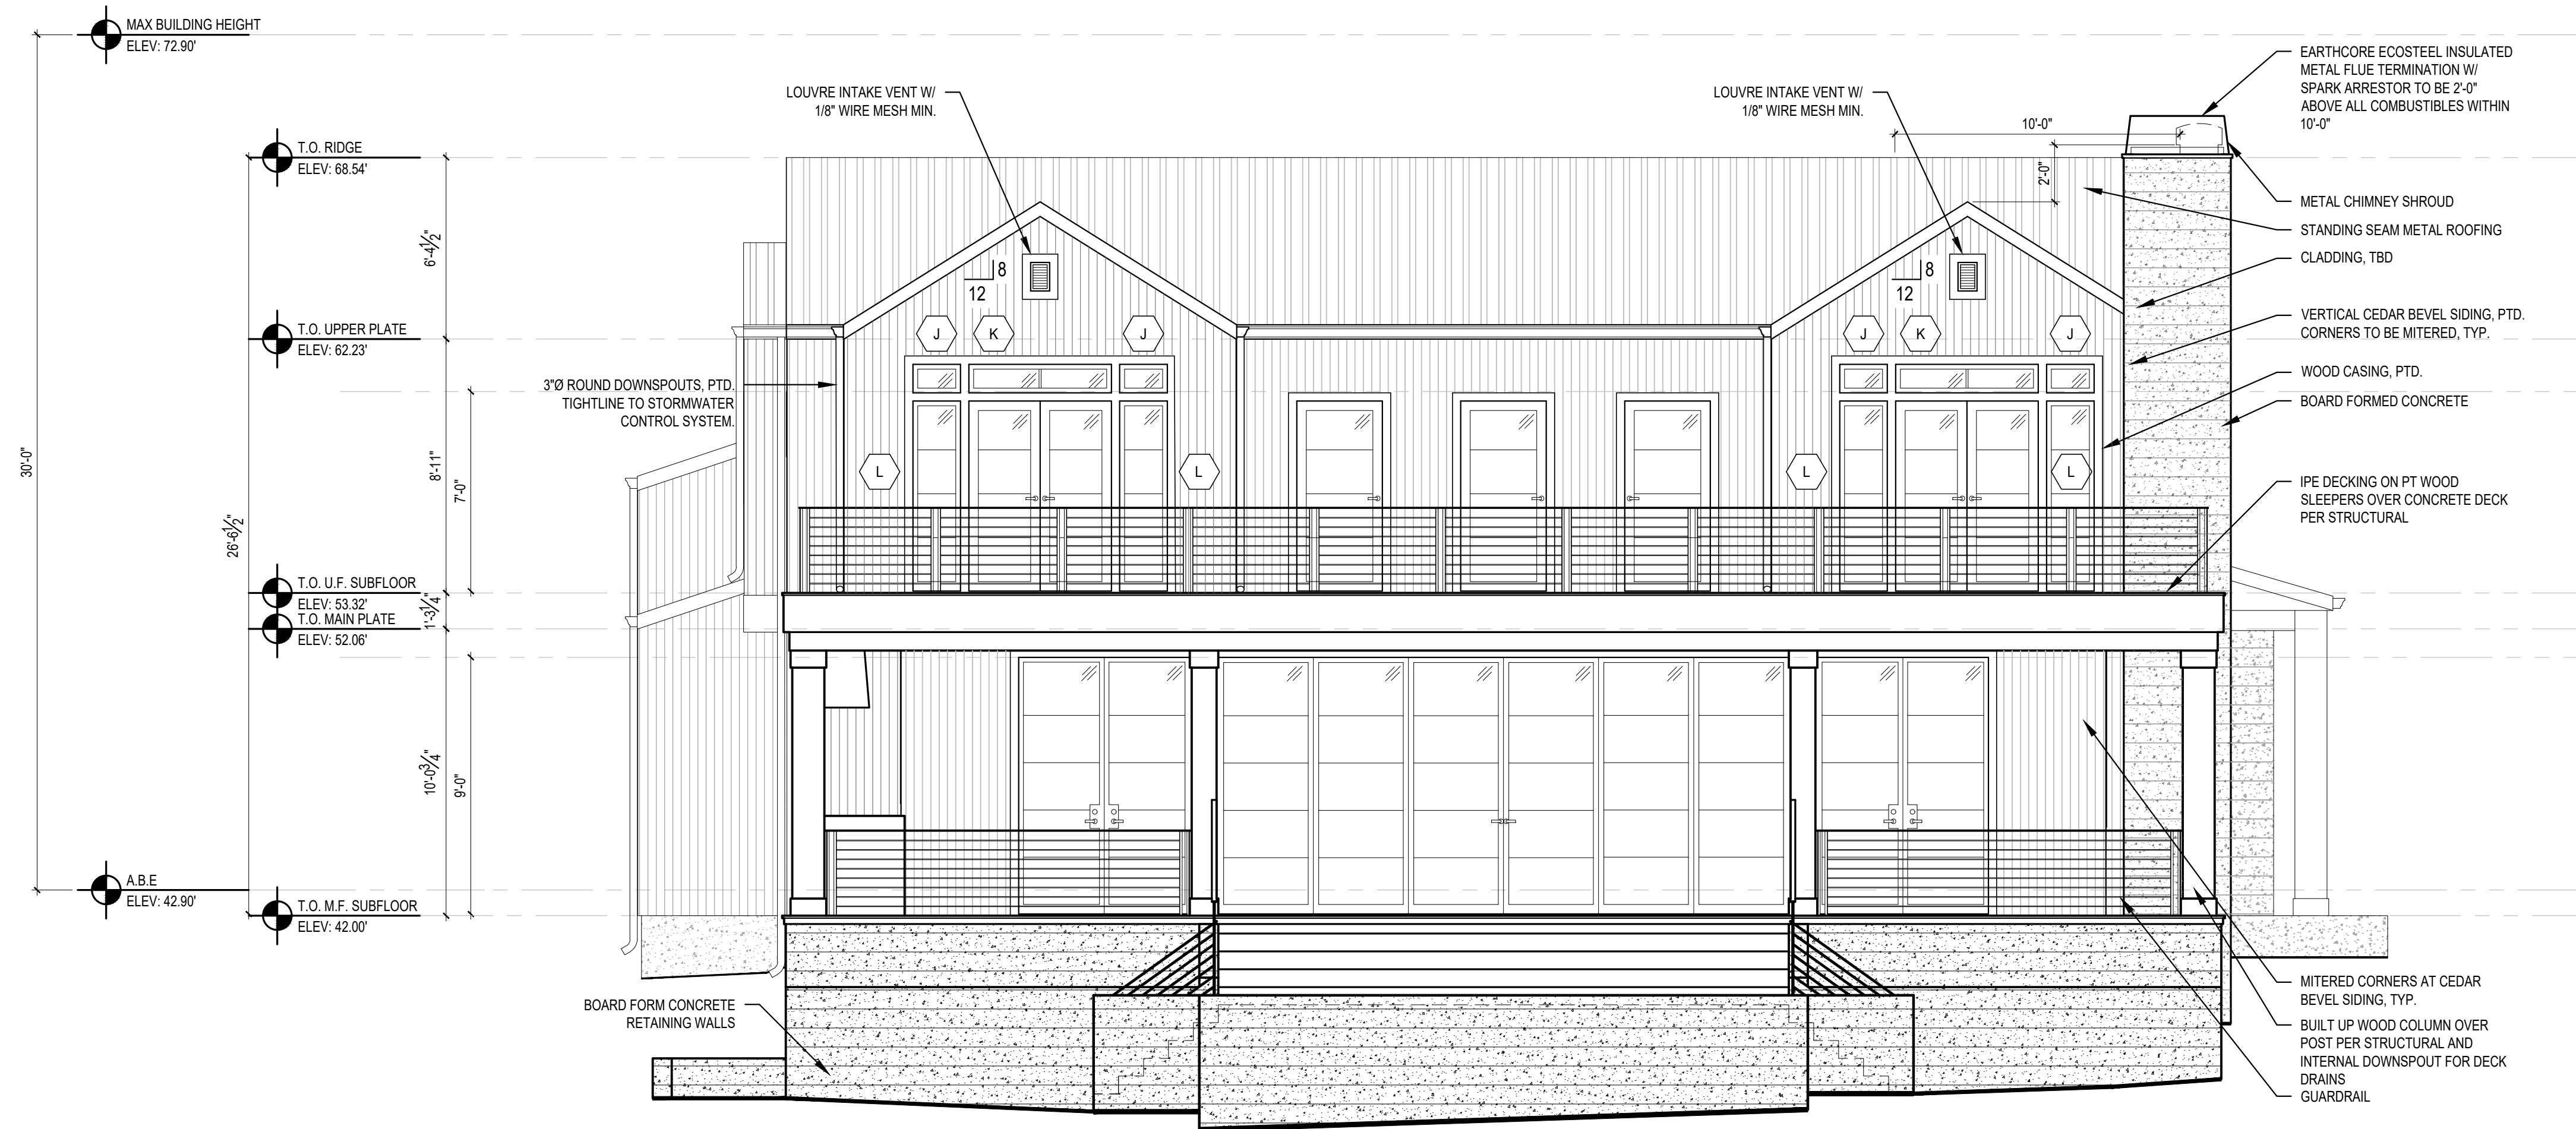 MAX BUILDING HEIGHT
ELEV: 72.90'
T.O. RIDGE
ELEV: 68.54'
T.O. UPPER PLATE
ELEV: 62.23'
T.O. U.F. SUBFLOOR
ELEV: 53.32'
T.O. MAIN PLATE
ELEV: 52.06'
A.B.E
ELEV: 42.90'
T.O. M.F. SUBFLOOR
ELEV: 42.00'
30'-0"
26'-6 1/2"
6'-4 1/2"
8'-11"
7'-0"
1'-3 1/4"
10'-0 3/4"
9'-0"
LOUVRE INTAKE VENT W/
1/8" WIRE MESH MIN.
LOUVRE INTAKE VENT W/
1/8" WIRE MESH MIN.
10'-0"
2'-0"
8
12
8
12
J
K
J
J
K
J
L
L
L
L
3"Ø ROUND DOWNSPOUTS, PTD.
TIGHTLINE TO STORMWATER
CONTROL SYSTEM.
BOARD FORM CONCRETE
RETAINING WALLS
EARTHCORE ECOSTEEL INSULATED
METAL FLUE TERMINATION W/
SPARK ARRESTOR TO BE 2'-0"
ABOVE ALL COMBUSTIBLES WITHIN
10'-0"
METAL CHIMNEY SHROUD
STANDING SEAM METAL ROOFING
CLADDING, TBD
VERTICAL CEDAR BEVEL SIDING, PTD.
CORNERS TO BE MITERED, TYP.
WOOD CASING, PTD.
BOARD FORMED CONCRETE
IPE DECKING ON PT WOOD
SLEEPERS OVER CONCRETE DECK
PER STRUCTURAL
MITERED CORNERS AT CEDAR
BEVEL SIDING, TYP.
BUILT UP WOOD COLUMN OVER
POST PER STRUCTURAL AND
INTERNAL DOWNSPOUT FOR DECK
DRAINS
GUARDRAIL